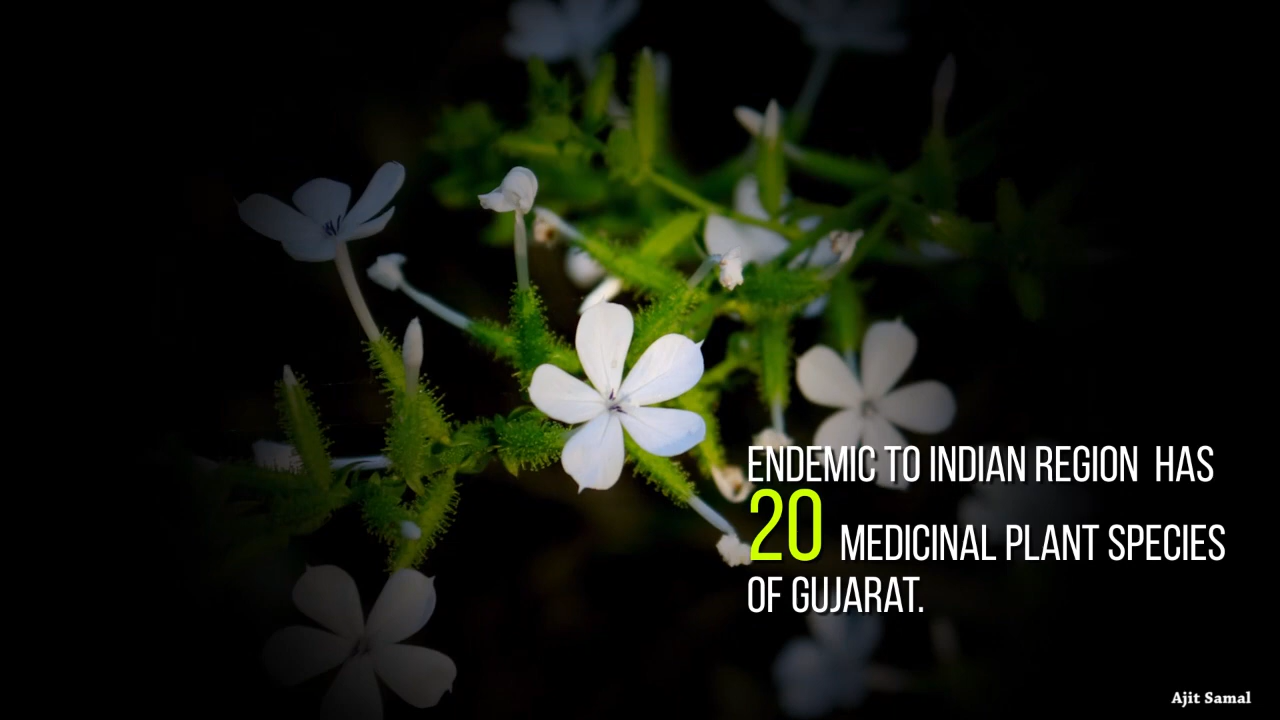 ENDEMIC TO INDIAN REGION HAS
20 MEDICINAL PLANT SPECIES
OF GUJARAT.
Ajit Samal